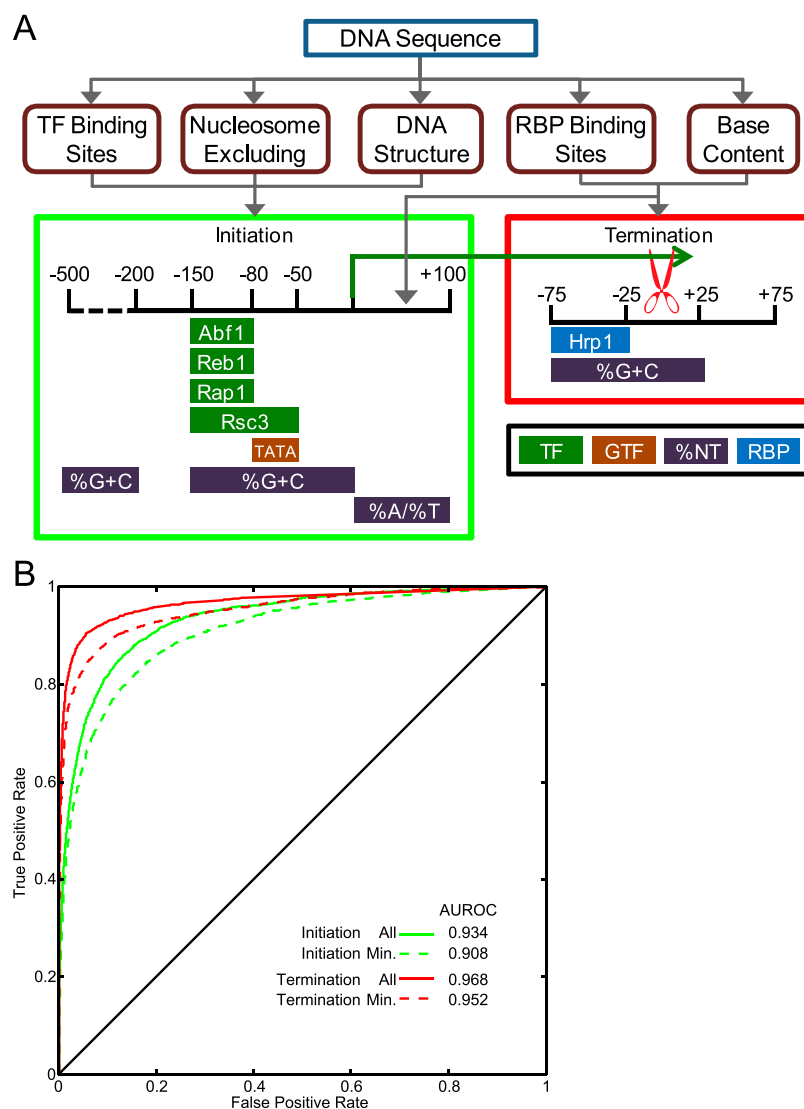 A
DNA Sequence
TF Binding Sites
Nucleosome Excluding
DNA Structure
RBP Binding Sites
Base Content
Initiation
-500 -200 -150 -80 -50 +100
Abf1
Reb1
Rap1
Rsc3
TATA
%G+C %G+C
%A/%T
Termination
-75 -25 +25 +75
Hrp1
%G+C
TF GTF %NT RBP
B
1
0.8
0.6
0.4
0.2
0
True Positive Rate
0 0.2 0.4 0.6 0.8 1
False Positive Rate
AUROC
Initiation All 0.934
Initiation Min. 0.908
Termination All 0.968
Termination Min. 0.952